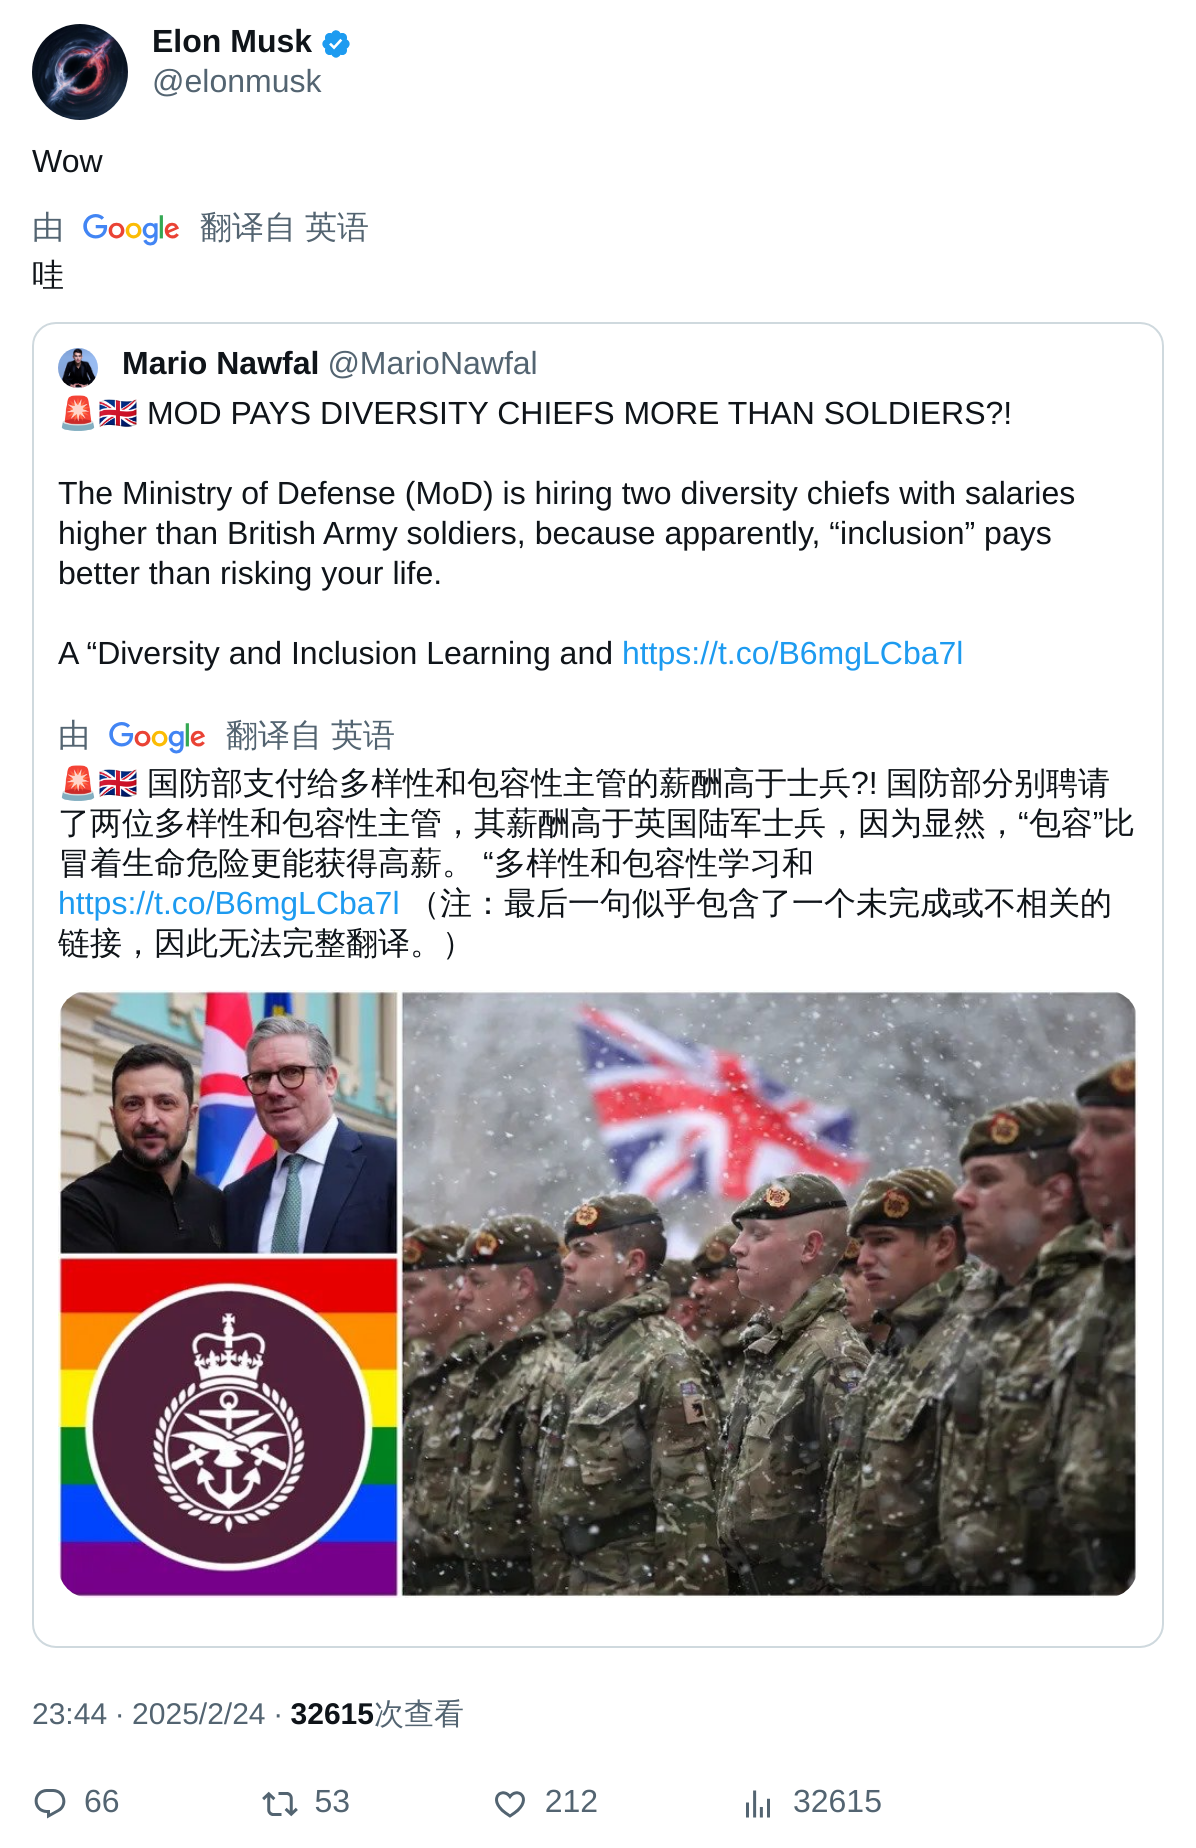 Elon Musk
@elonmusk
Wow
由 Google 翻译自 英语
哇
Mario Nawfal @MarioNawfal
🚨🇬🇧 MOD PAYS DIVERSITY CHIEFS MORE THAN SOLDIERS?!
The Ministry of Defense (MoD) is hiring two diversity chiefs with salaries
higher than British Army soldiers, because apparently, “inclusion” pays
better than risking your life.
A “Diversity and Inclusion Learning and https://t.co/B6mgLCba7l
由 Google 翻译自 英语
🚨🇬🇧 国防部支付给多样性和包容性主管的薪酬高于士兵?! 国防部分别聘请
了两位多样性和包容性主管，其薪酬高于英国陆军士兵，因为显然，“包容”比
冒着生命危险更能获得高薪。 “多样性和包容性学习和
https://t.co/B6mgLCba7l （注：最后一句似乎包含了一个未完成或不相关的
链接，因此无法完整翻译。）
23:44 · 2025/2/24 · 32615次查看
66 53 212 32615